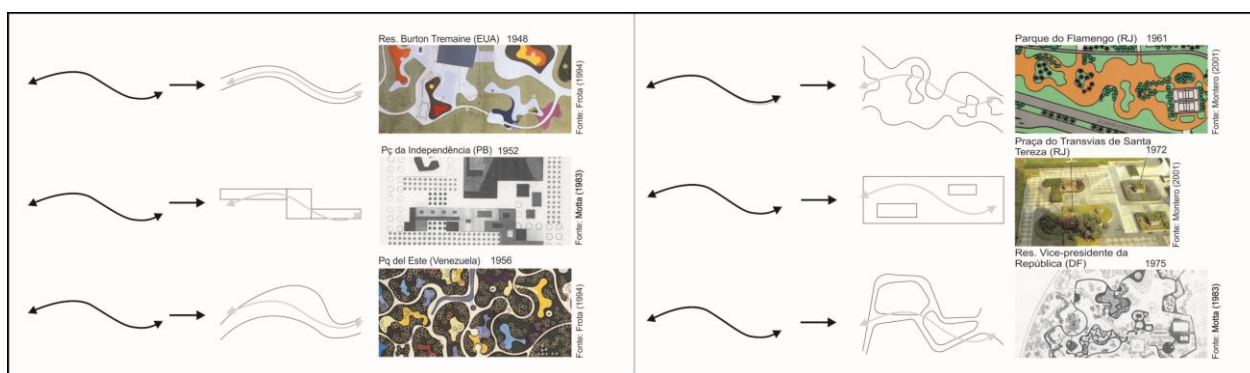 Res. Burton Tremaine (EUA) 1948
Fonte: Frota (1994)
Pç da Independência (PB) 1952
Fonte: Motta (1983)
Pq del Este (Venezuela) 1956
Fonte: Frota (1994)
Parque do Flamengo (RJ) 1961
Fonte: Montero (2001)
Praça do Transvias de Santa
Tereza (RJ) 1972
Fonte: Montero (2001)
Res. Vice-presidente da
República (DF) 1975
Fonte: Motta (1983)